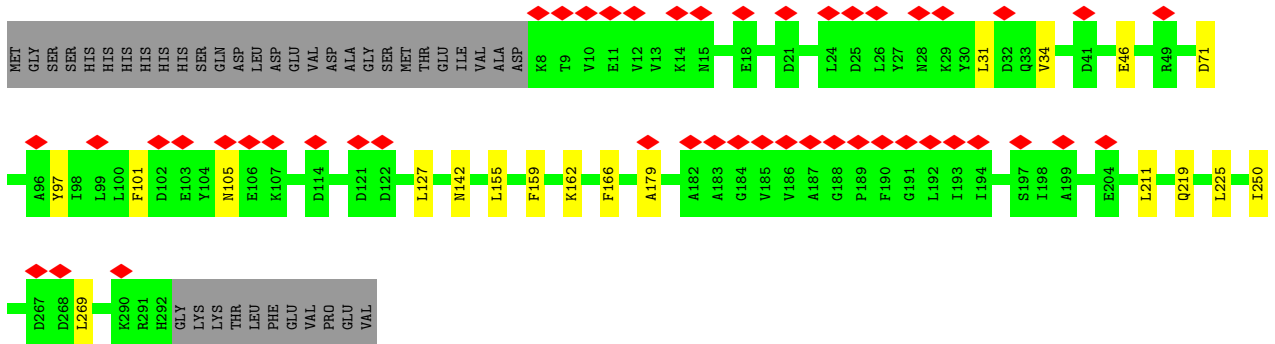 MET GLY SER SER HIS HIS HIS HIS HIS HIS SER GLN ASP LEU ASP GLU VAL ASP ALA GLY SER MET THR GLU ILE VAL ALA ASP K8 T9 V10 E11 V12 V13 K14 N15 E18 D21 L24 D25 L26 Y27 N28 K29 Y30 L31 D32 Q33 V34 D41 E46 R49 D71
A96 Y97 I98 L99 L100 F101 D102 E103 Y104 N105 E106 K107 D114 D121 D122 L127 N142 L155 F159 K162 F166 A179 A182 A183 G184 V185 V186 A187 G188 P189 F190 G191 L192 I193 I194 S197 I198 A199 E204 L211 Q219 L225 I250
D267 D268 L269 K290 R291 H292 GLY LYS LYS THR LEU PHE GLU VAL PRO GLU VAL